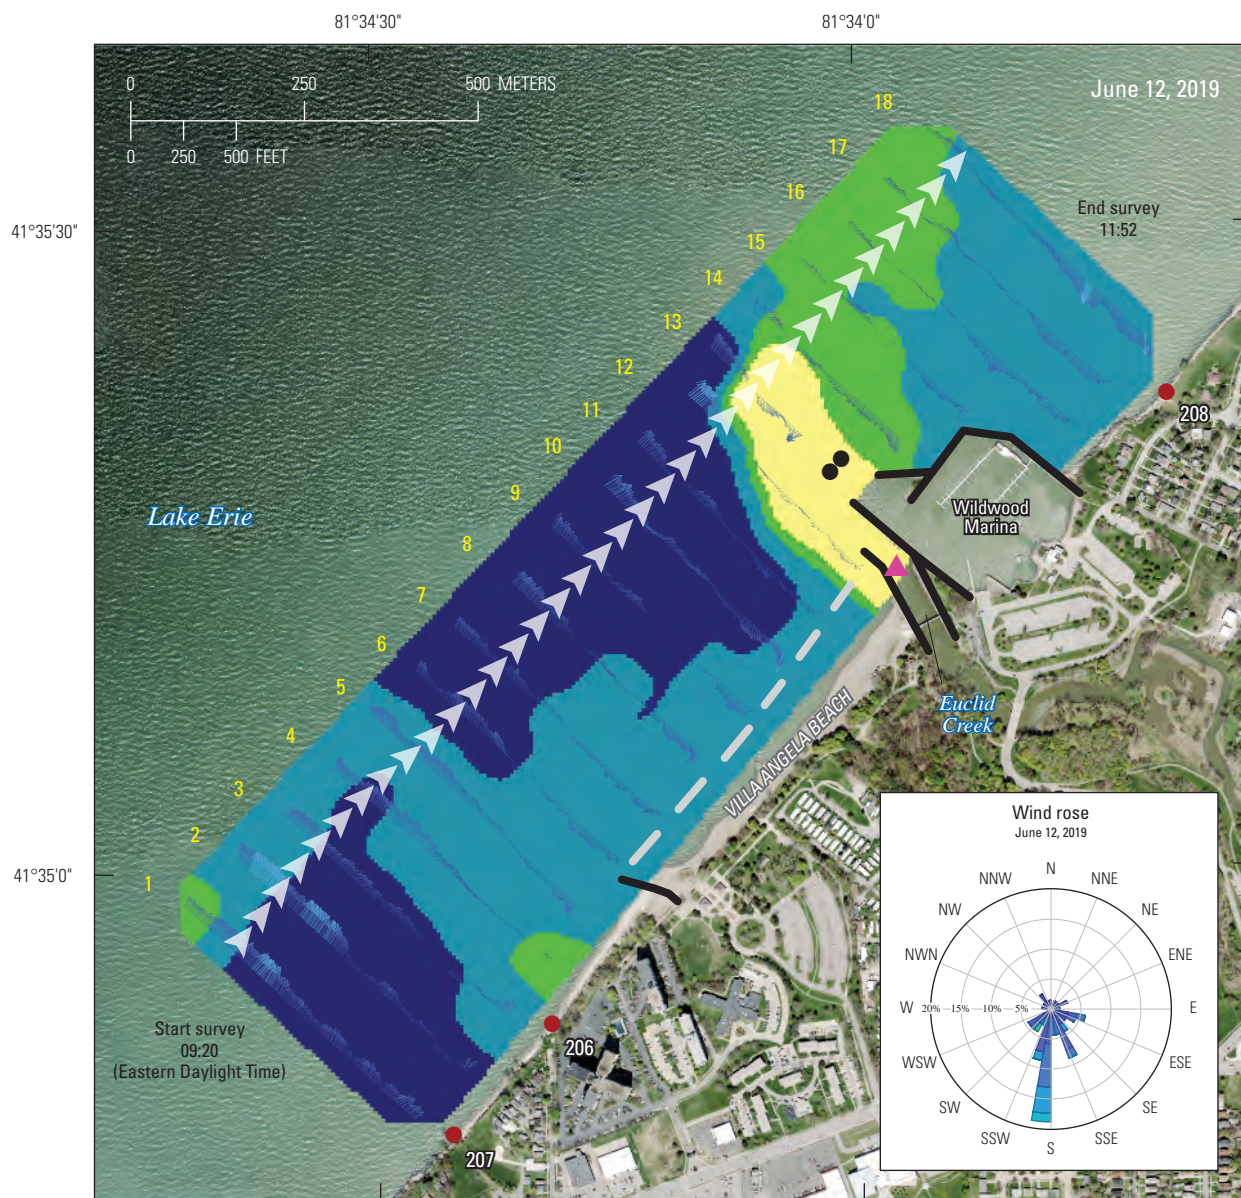 81°34'30" 81°34'0"
0 250 500 METERS
0 250 500 FEET
June 12, 2019
18
17
16
15
14
13
12
11
10
9
8
7
6
5
4
3
2
1
41°35'30"
41°35'0"
End survey
11:52
208
Lake Erie
Wildwood
Marina
Euclid
Creek
VILLA ANGELA BEACH
Start survey
09:20
(Eastern Daylight Time)
206
207
Wind rose
June 12, 2019
N
NNW NNE
NW NE
NWN ENE
W 20% 15% 10% 5% E
WSW ESE
SW SE
SSW SSE
S